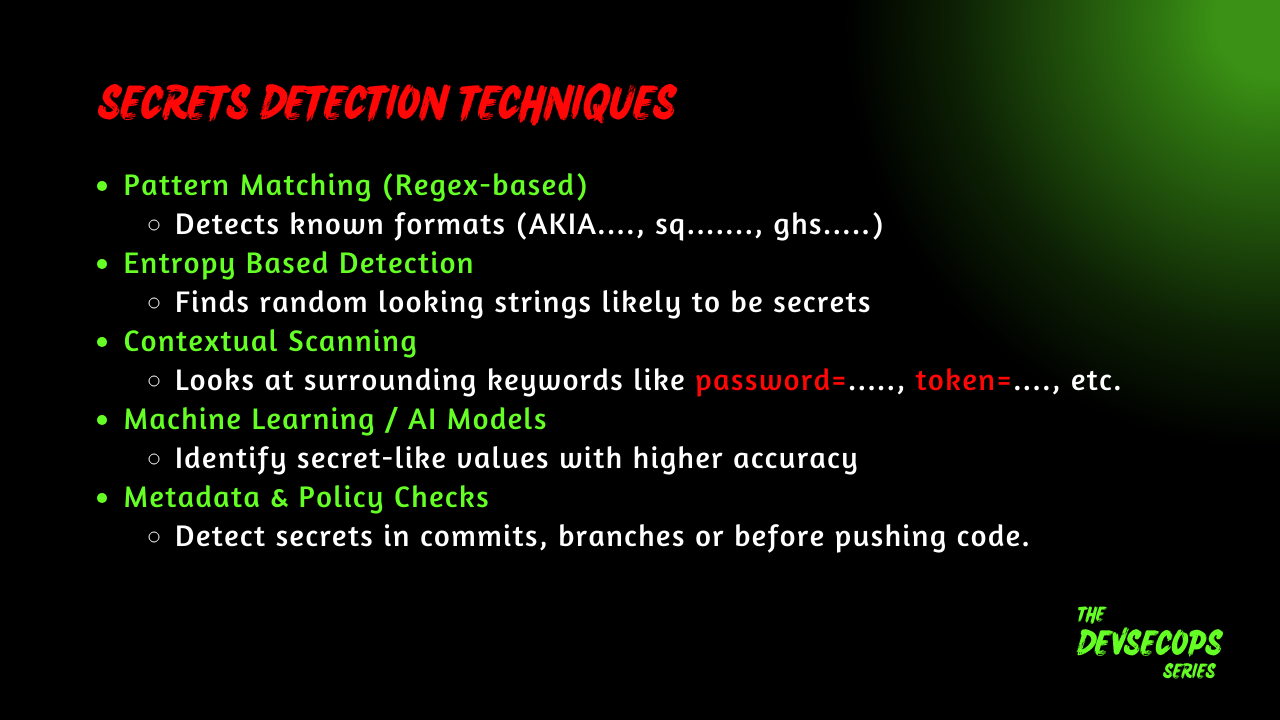 SECRETS DETECTION TECHNIQUES
• Pattern Matching (Regex-based)
○ Detects known formats (AKIA...., sq......., ghs.....)
• Entropy Based Detection
○ Finds random looking strings likely to be secrets
• Contextual Scanning
○ Looks at surrounding keywords like password=....., token=...., etc.
• Machine Learning / AI Models
○ Identify secret-like values with higher accuracy
• Metadata & Policy Checks
○ Detect secrets in commits, branches or before pushing code.
THE
DEVSECOPS
SERIES